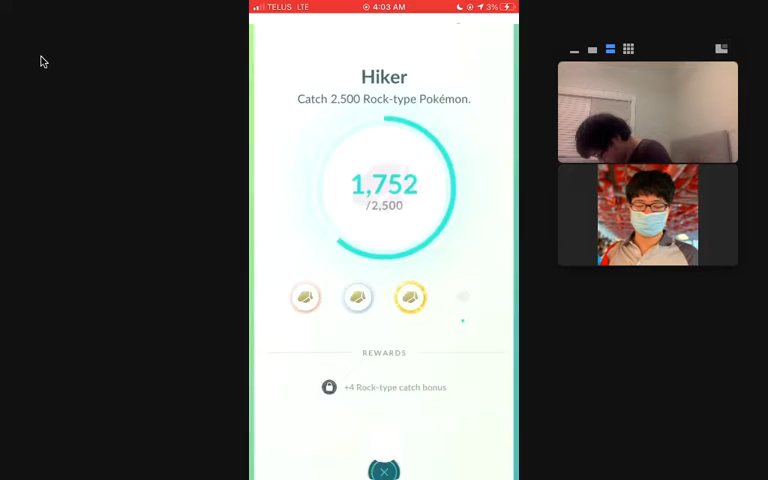 TELUS LTE 4:03 AM 3%
Hiker
Catch 2,500 Rock-type Pokémon.
1,752
/2,500
REWARDS
+4 Rock-type catch bonus